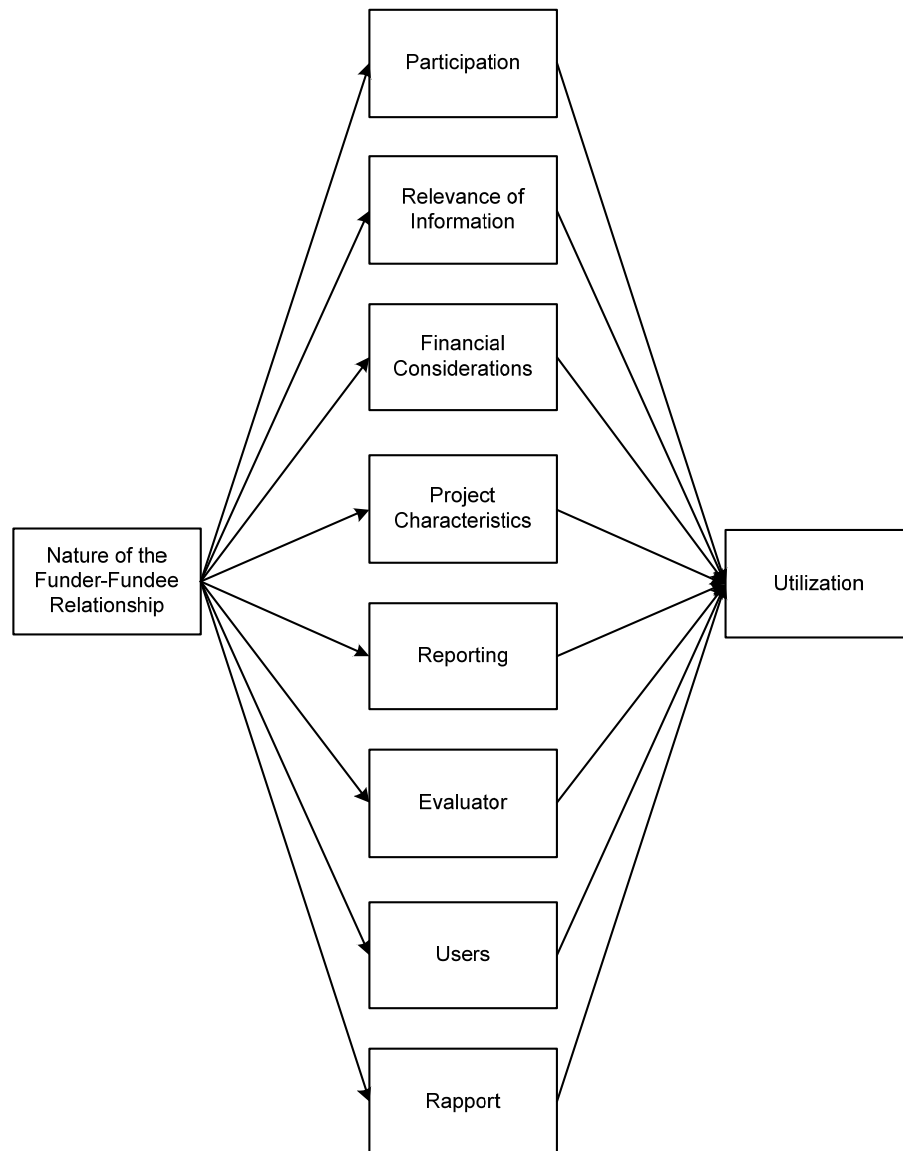 Participation
Relevance of
Information
Financial
Considerations
Project
Characteristics
Nature of the
Funder-Fundee
Relationship
Utilization
Reporting
Evaluator
Users
Rapport